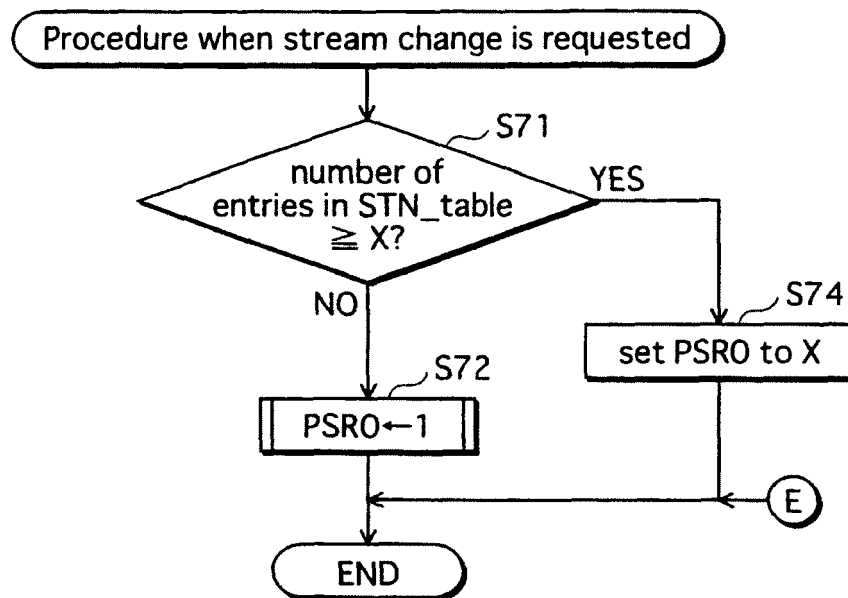 Procedure when stream change is requested
S71
number of
entries in STN_table
≧ X?
YES
NO
S74
set PSR0 to X
S72
PSR0←1
E
END